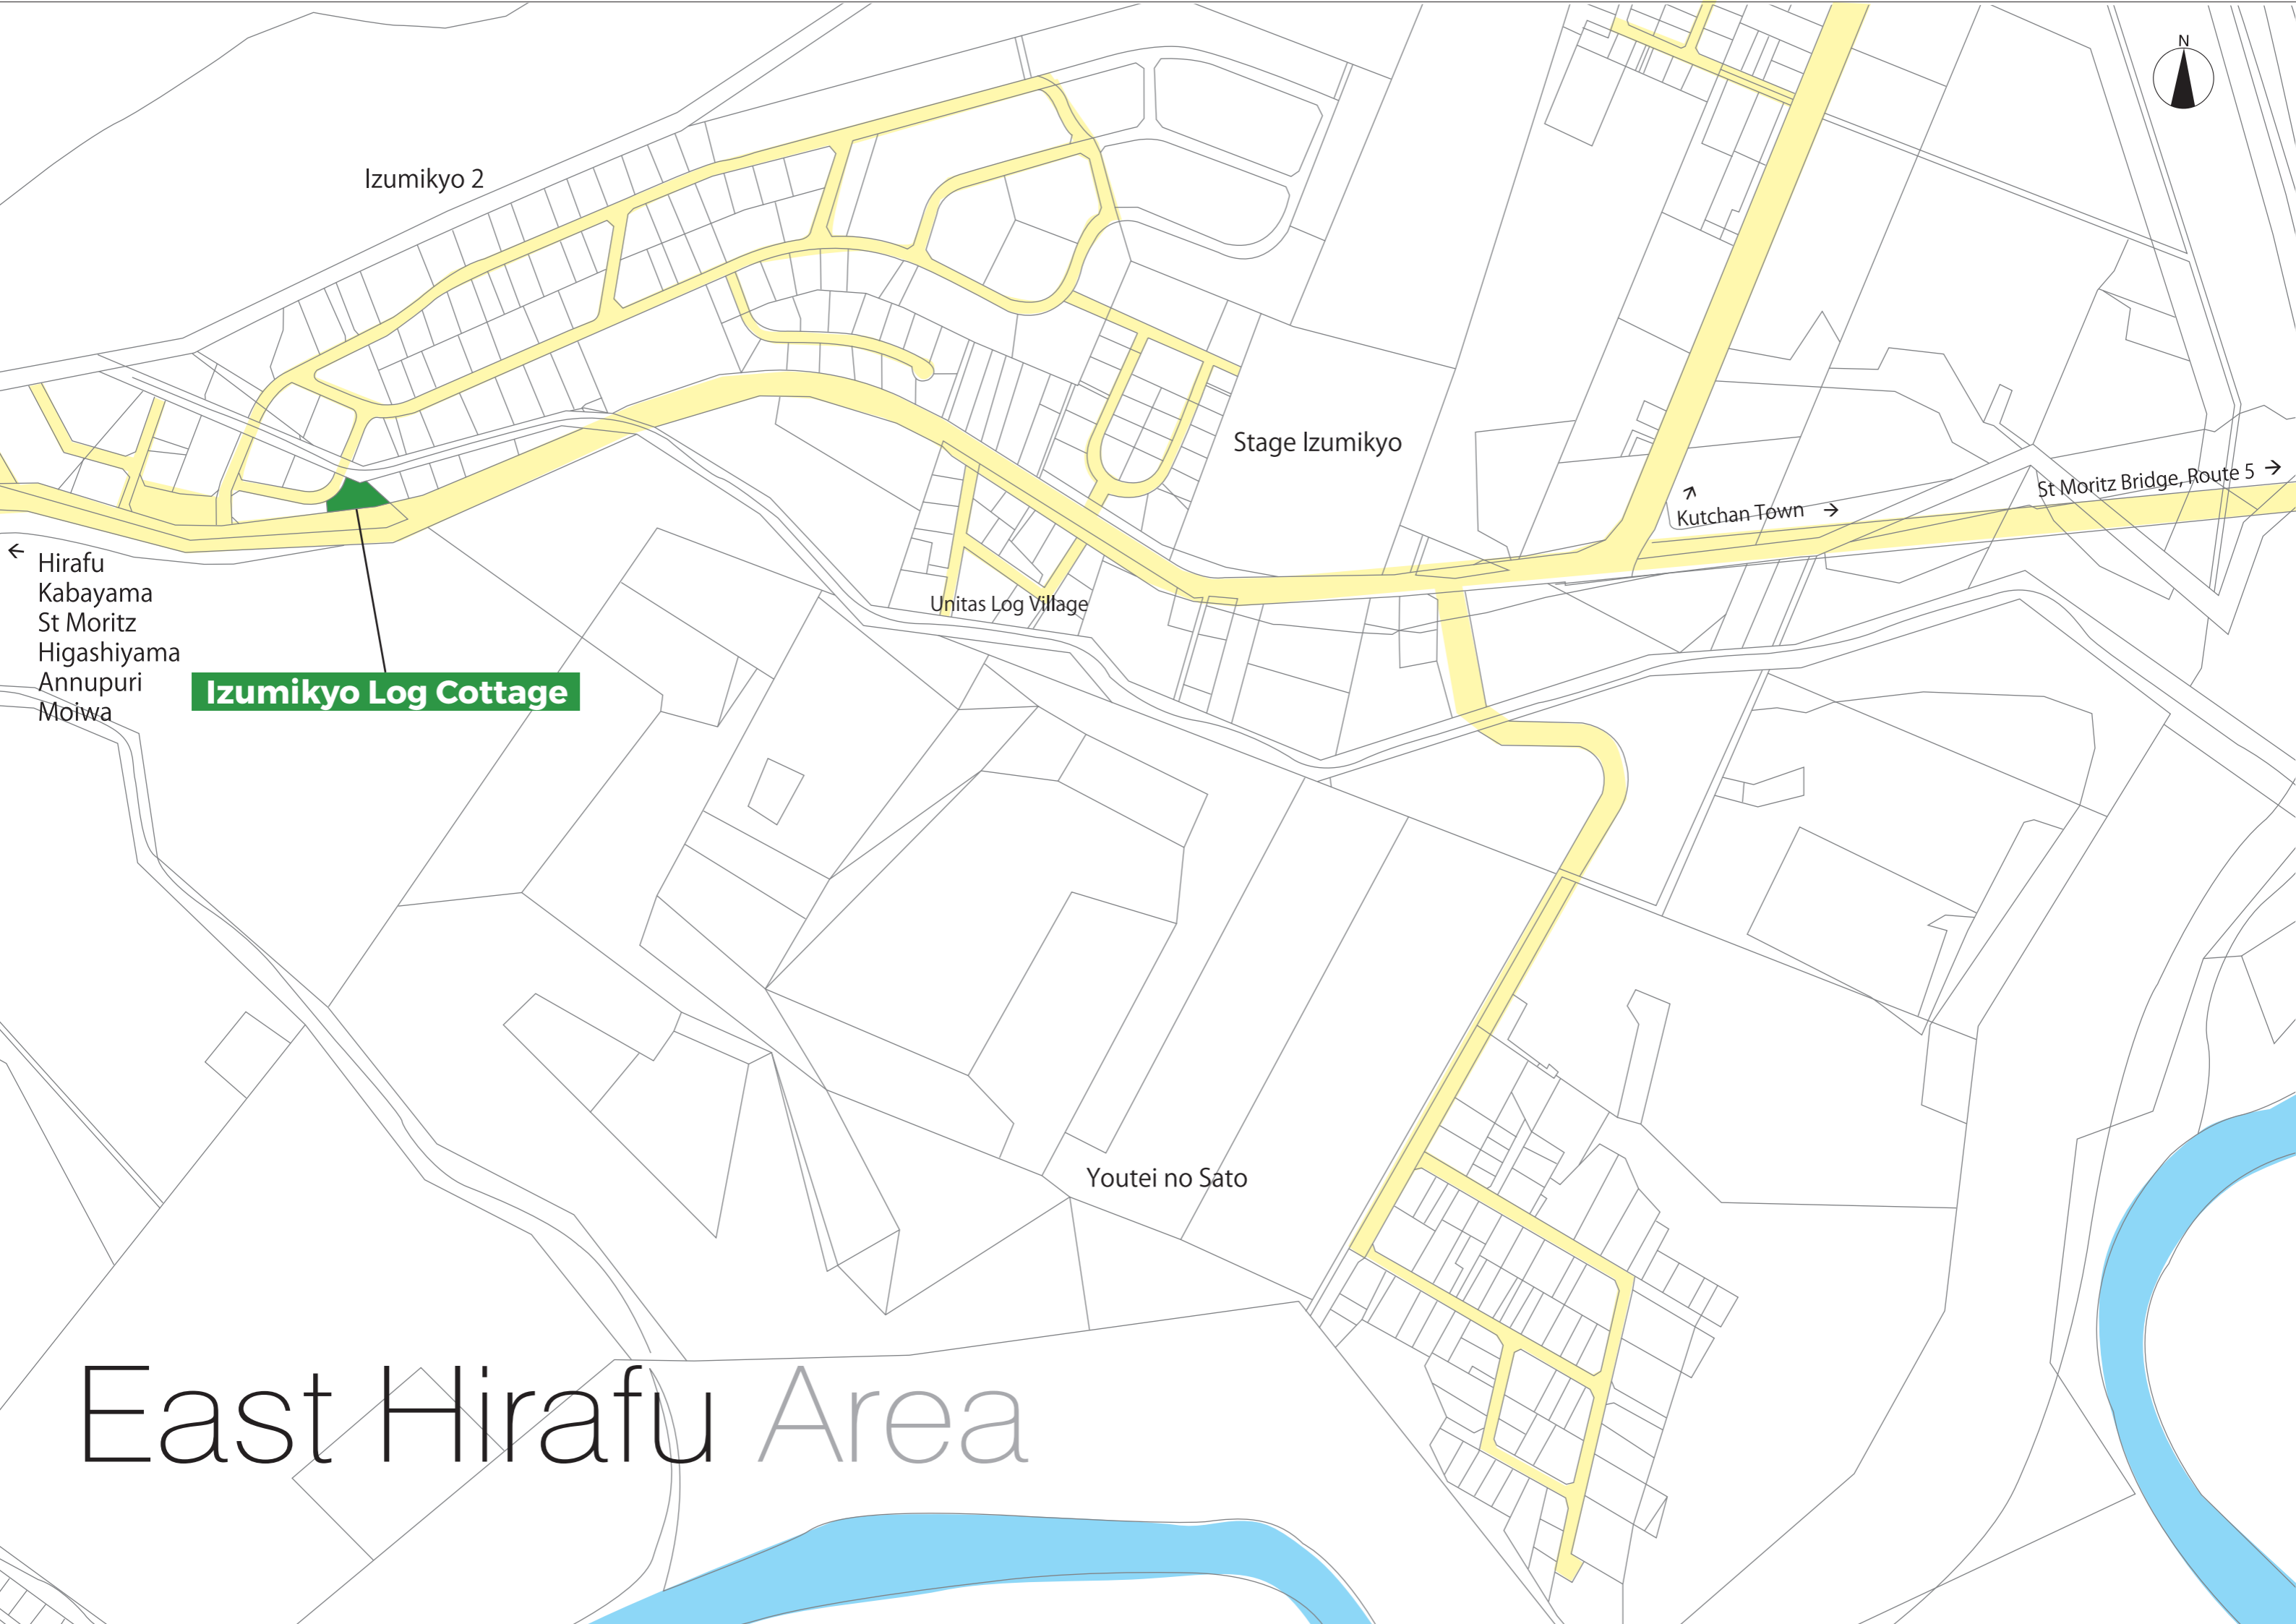 N
Izumikyo 2
Stage Izumikyo
St Moritz Bridge, Route 5 →
↗
Kutchan Town →
←
Hirafu
Kabayama
St Moritz
Higashiyama
Annupuri
Moiwa
Unitas Log Village
Izumikyo Log Cottage
Youtei no Sato
East Hirafu Area